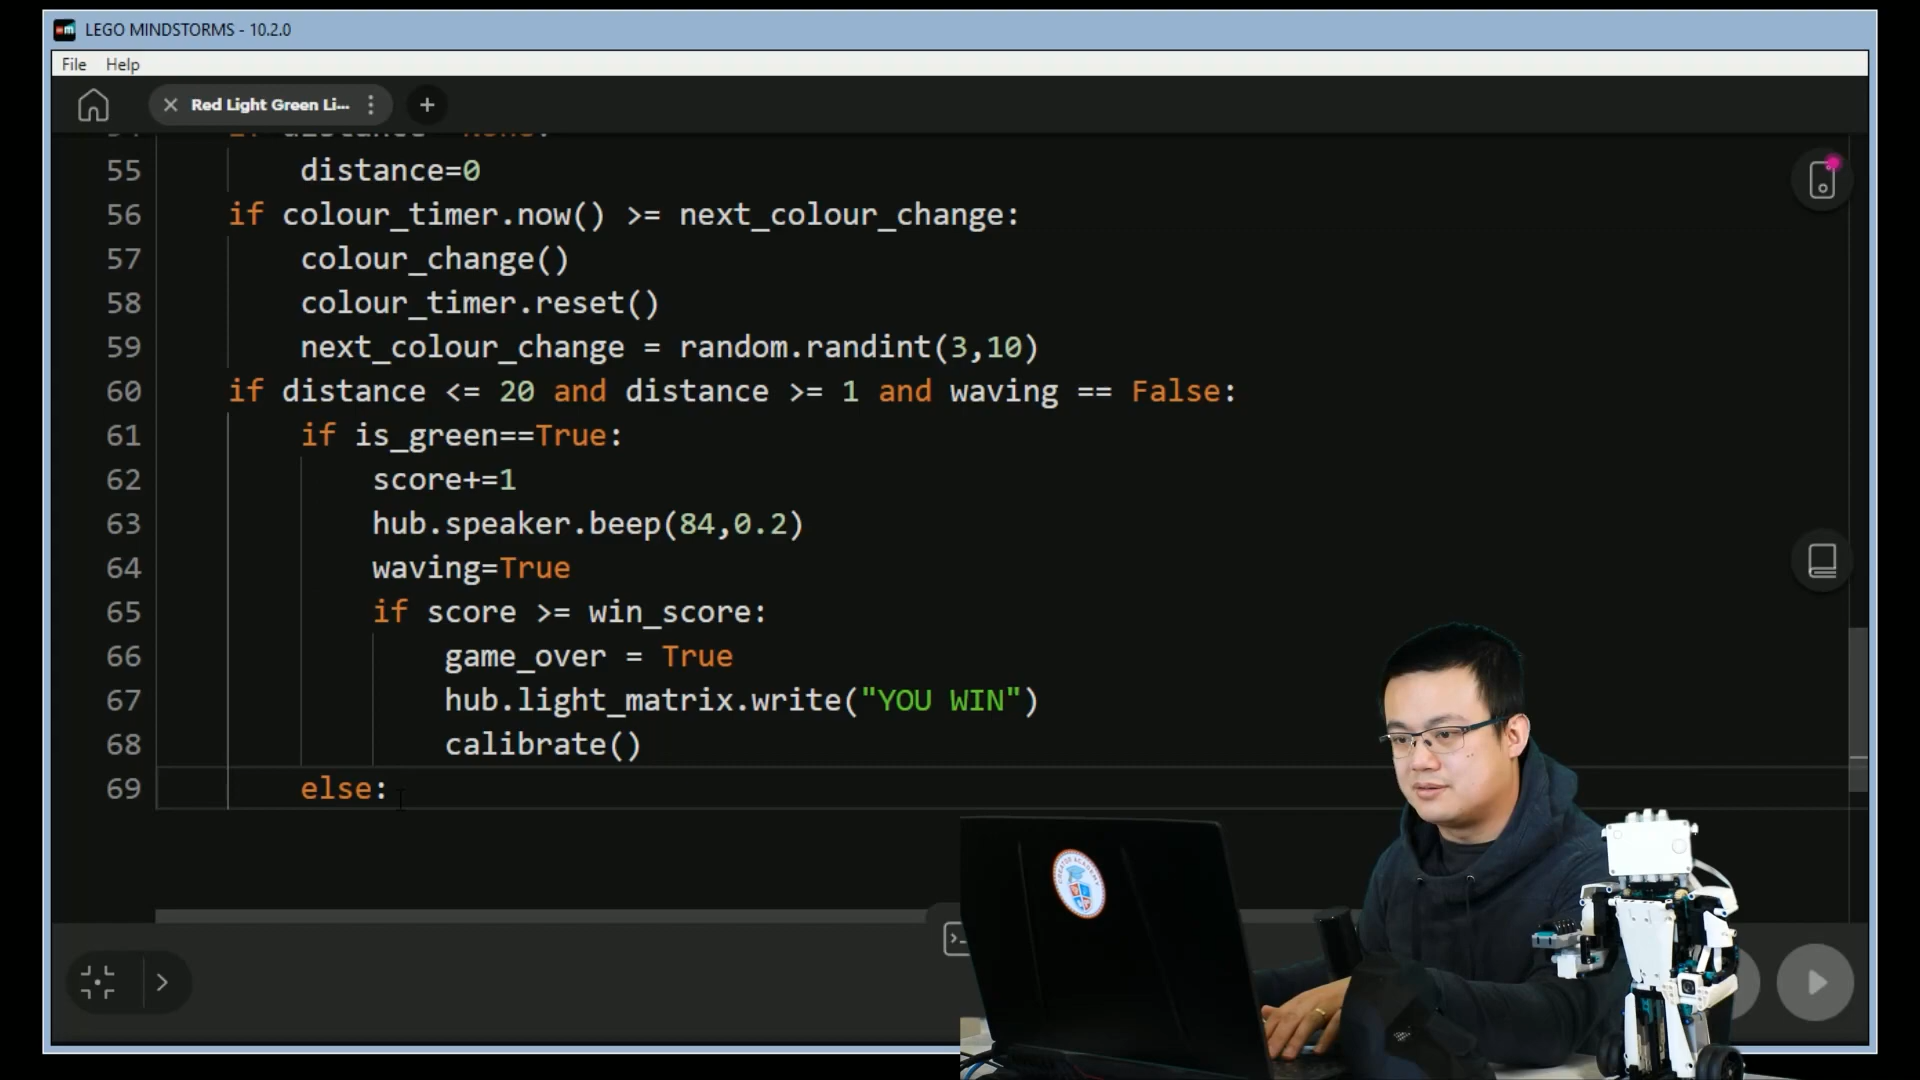 LEGO MINDSTORMS - 10.2.0
File Help
Red Light Green Li...
55 distance=0
56 if colour_timer.now() >= next_colour_change:
57 colour_change()
58 colour_timer.reset()
59 next_colour_change = random.randint(3,10)
60 if distance <= 20 and distance >= 1 and waving == False:
61 if is_green==True:
62 score+=1
63 hub.speaker.beep(84,0.2)
64 waving=True
65 if score >= win_score:
66 game_over = True
67 hub.light_matrix.write("YOU WIN")
68 calibrate()
69 else: